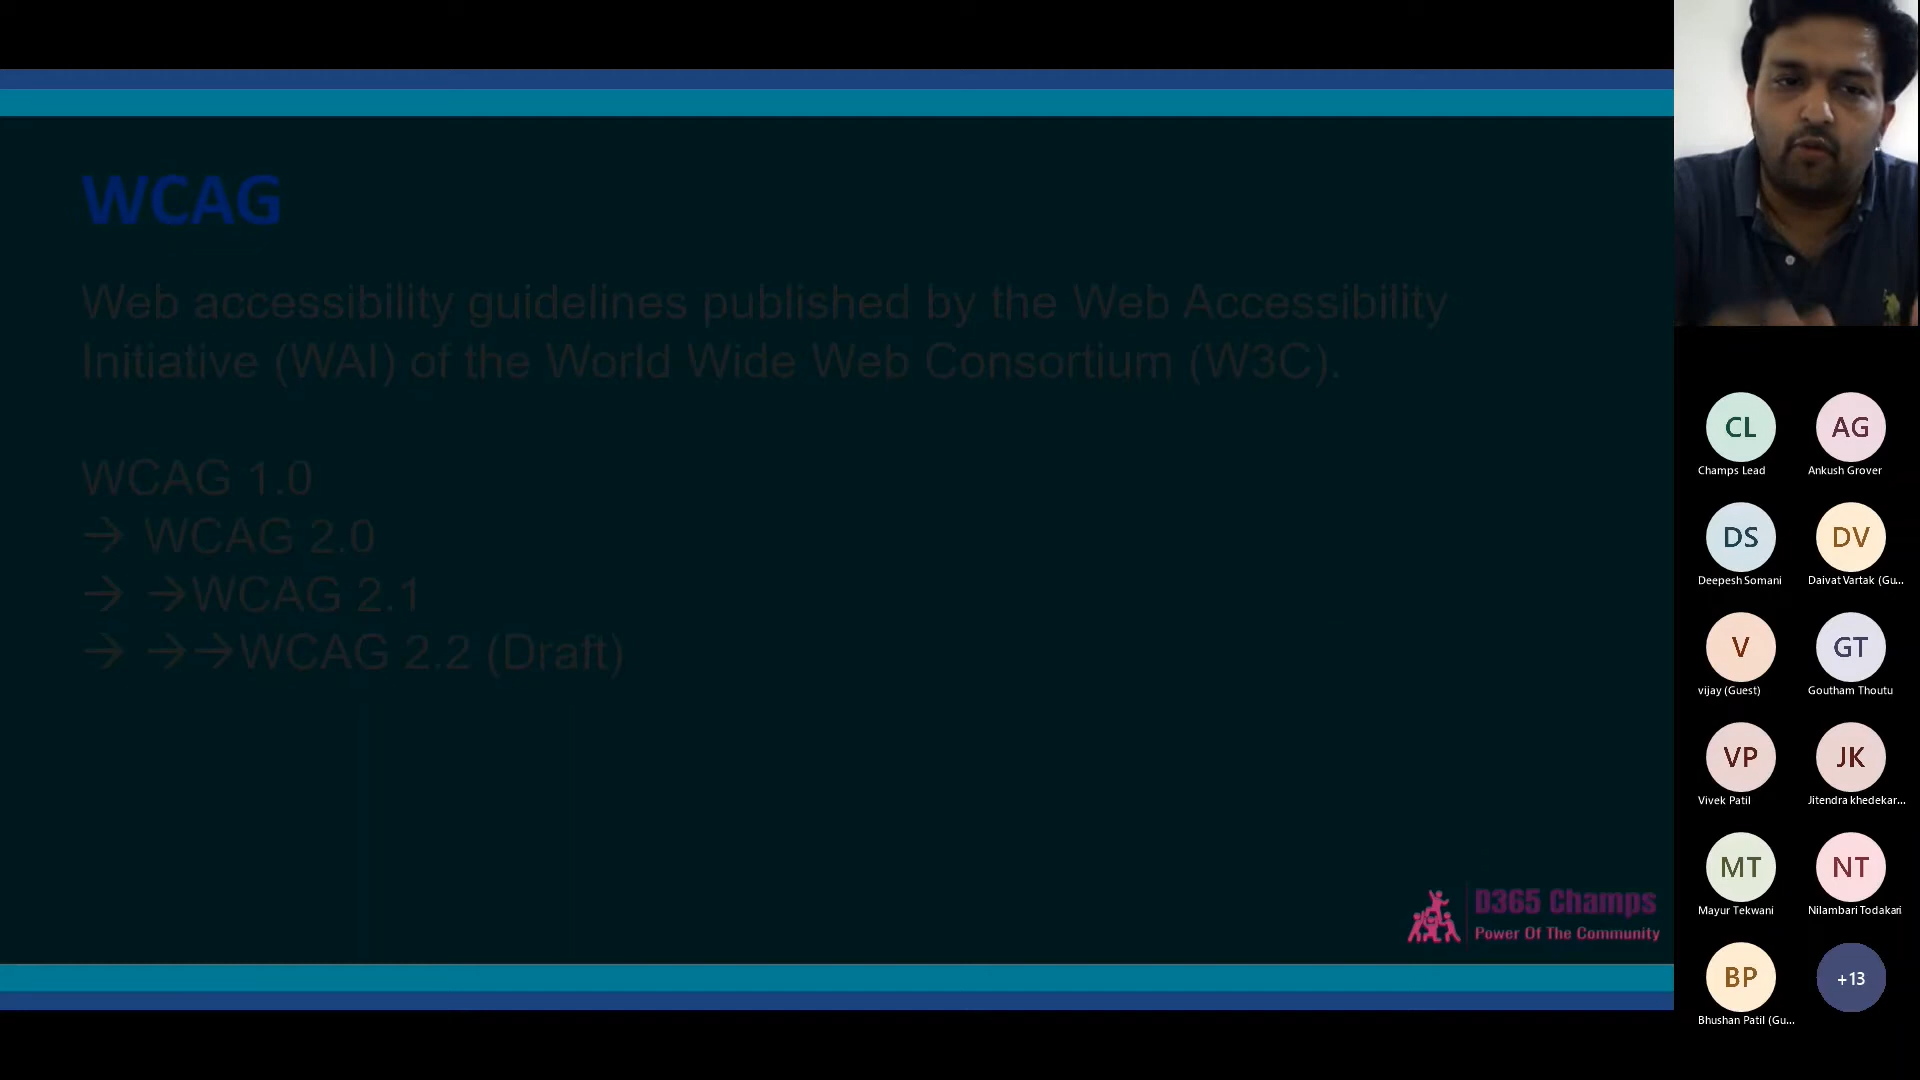 WCAG
Web accessibility guidelines published by the Web Accessibility
Initiative (WAI) of the World Wide Web Consortium (W3C).
WCAG 1.0
→ WCAG 2.0
→ →WCAG 2.1
→ →→WCAG 2.2 (Draft)
D365 Champs
Power Of The Community
CL
AG
Champs Lead
Ankush Grover
DS
DV
Deepesh Somani
Daivat Vartak (Gu...
V
GT
vijay (Guest)
Goutham Thoutu
VP
JK
Vivek Patil
Jitendra khedekar...
MT
NT
Mayur Tekwani
Nilambari Todakari
BP
+13
Bhushan Patil (Gu...